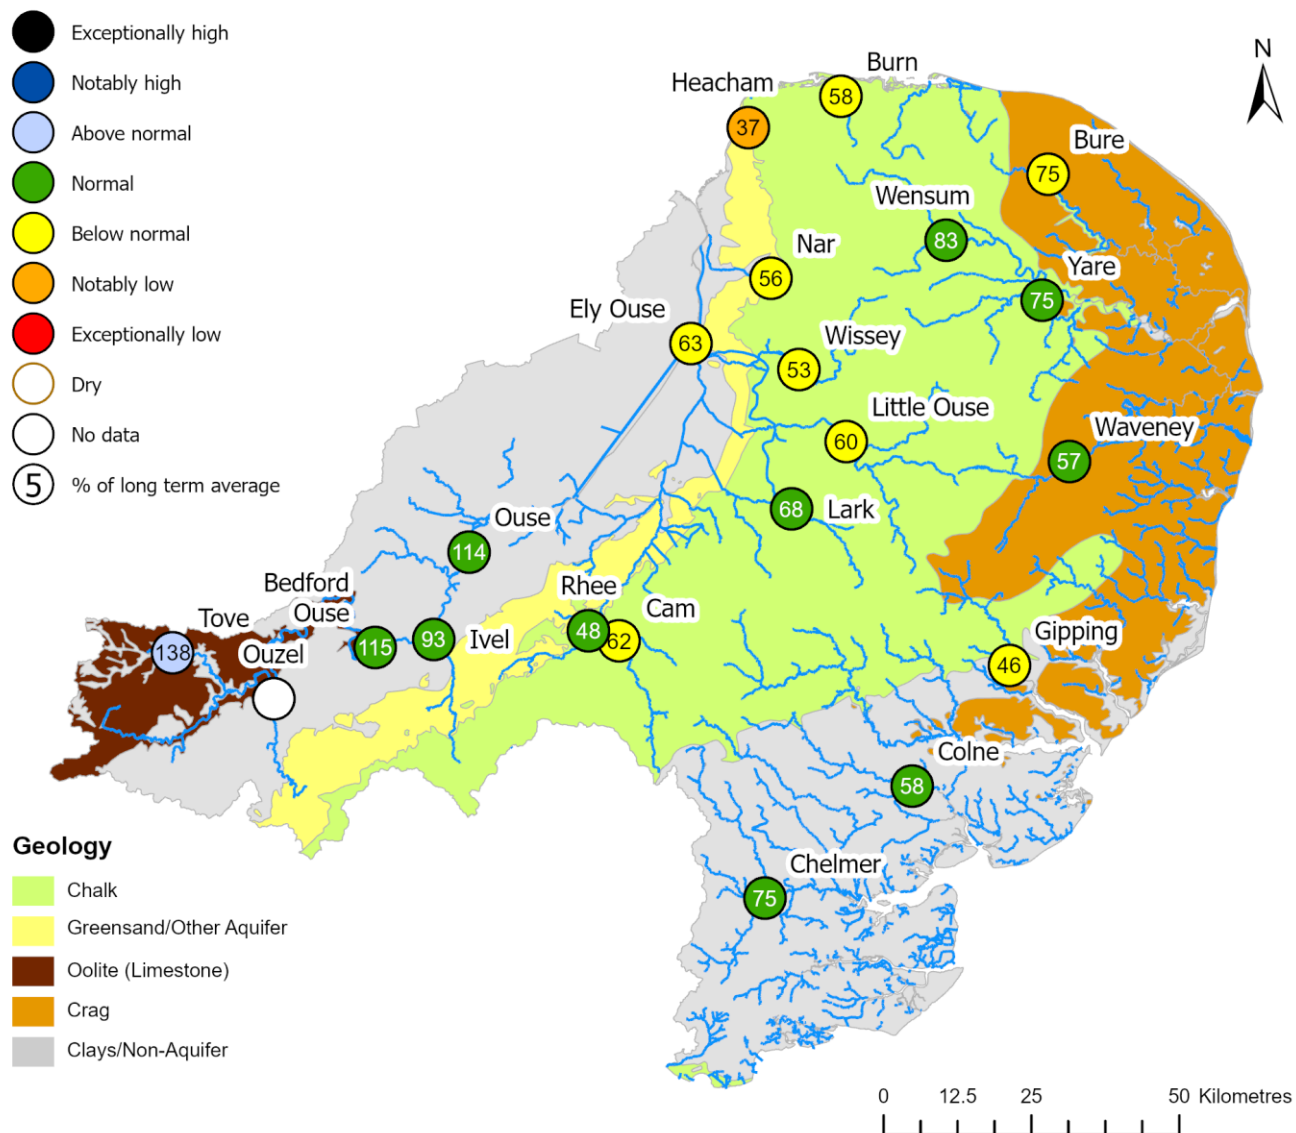 Exceptionally high
Notably high
Above normal
Normal
Below normal
Notably low
Exceptionally low
Dry
No data
5 % of long term average
N
Burn
58
Heacham
37
Bure
75
Wensum
83
Nar
56
Yare
75
Ely Ouse
63
Wissey
53
Little Ouse
60
Waveney
57
Lark
68
Ouse
114
Bedford
Ouse
115
Rhee
48
Cam
62
Tove
138
Ouzel
Ivel
93
Gipping
46
Colne
58
Chelmer
75
Geology
Chalk
Greensand/Other Aquifer
Oolite (Limestone)
Crag
Clays/Non-Aquifer
0 12.5 25 50 Kilometres